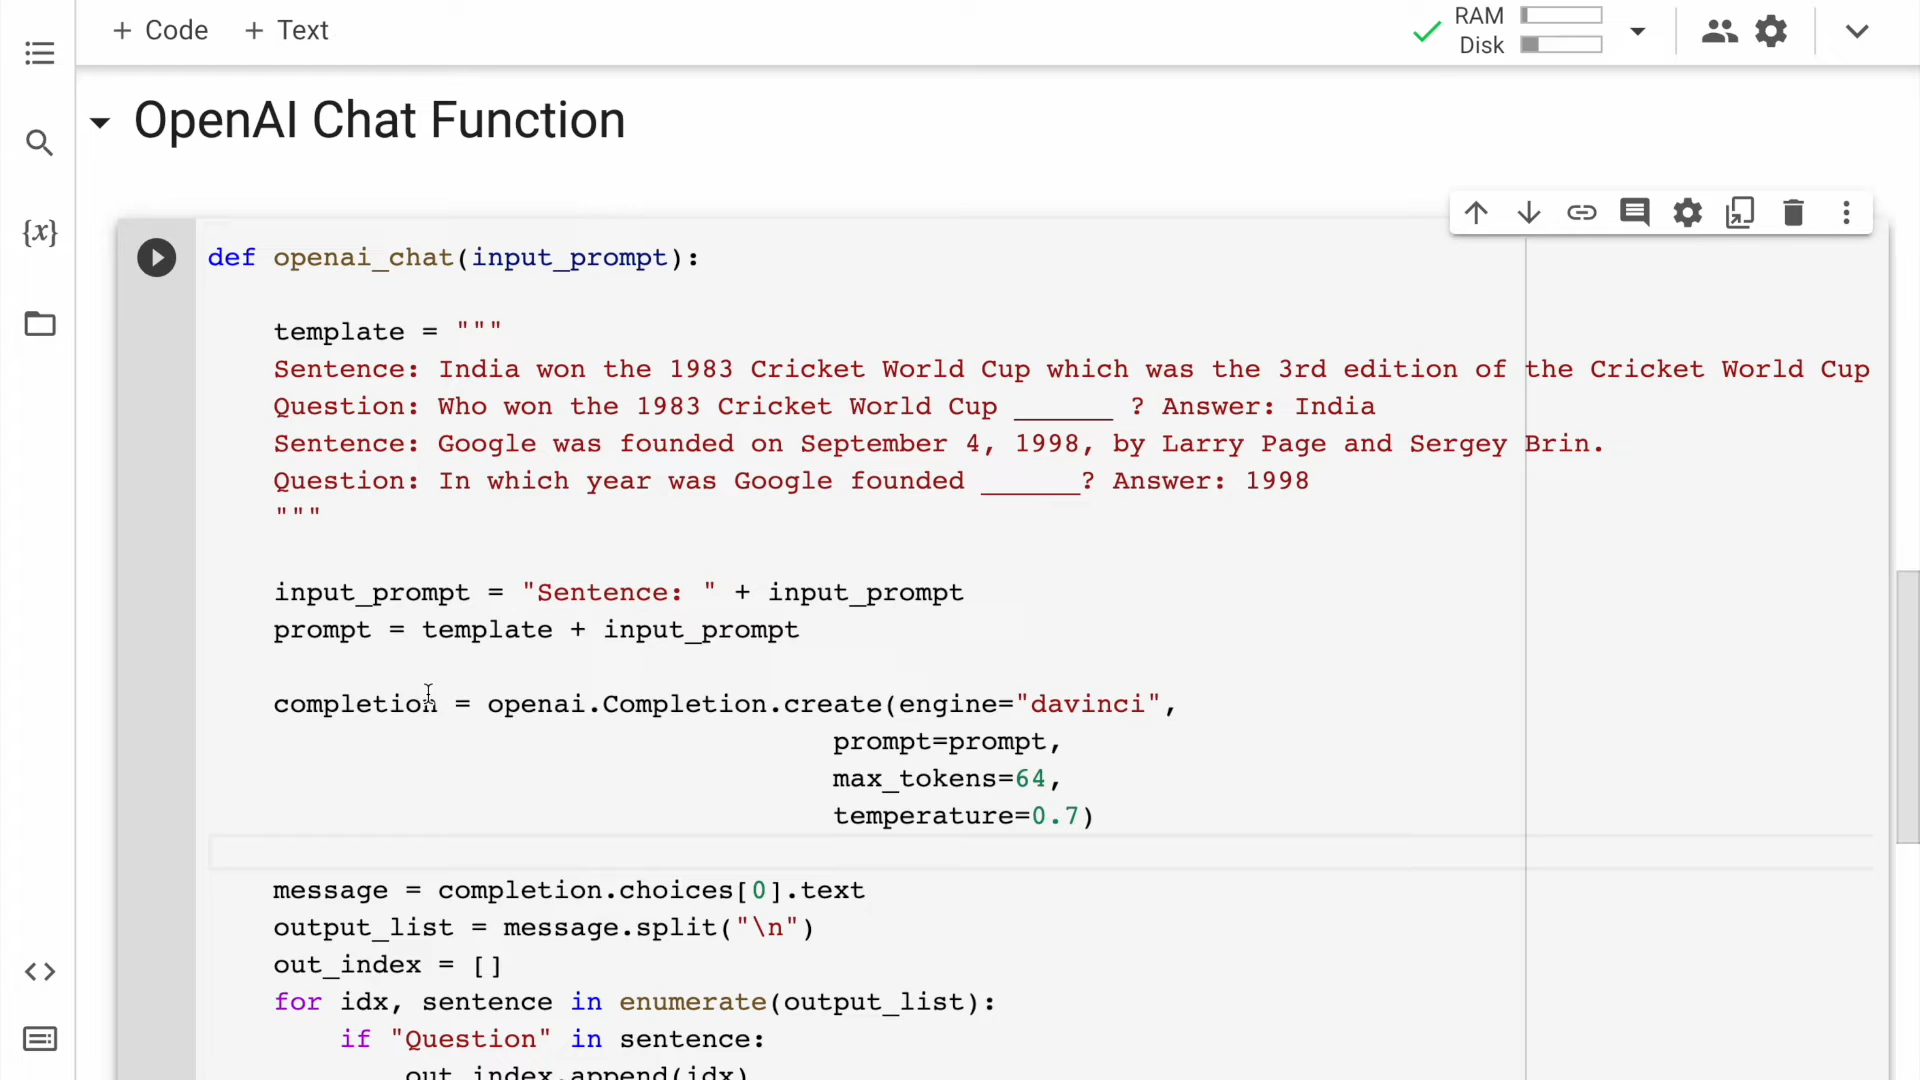 + Code + Text
RAM
Disk
OpenAI Chat Function
{x}
def openai_chat(input_prompt):
template = """
Sentence: India won the 1983 Cricket World Cup which was the 3rd edition of the Cricket World Cup
Question: Who won the 1983 Cricket World Cup ______ ? Answer: India
Sentence: Google was founded on September 4, 1998, by Larry Page and Sergey Brin.
Question: In which year was Google founded ______? Answer: 1998
"""
input_prompt = "Sentence: " + input_prompt
prompt = template + input_prompt
completion = openai.Completion.create(engine="davinci",
prompt=prompt,
max_tokens=64,
temperature=0.7)
message = completion.choices[0].text
output_list = message.split("\n")
out_index = []
for idx, sentence in enumerate(output_list):
if "Question" in sentence:
out_index.append(idx)